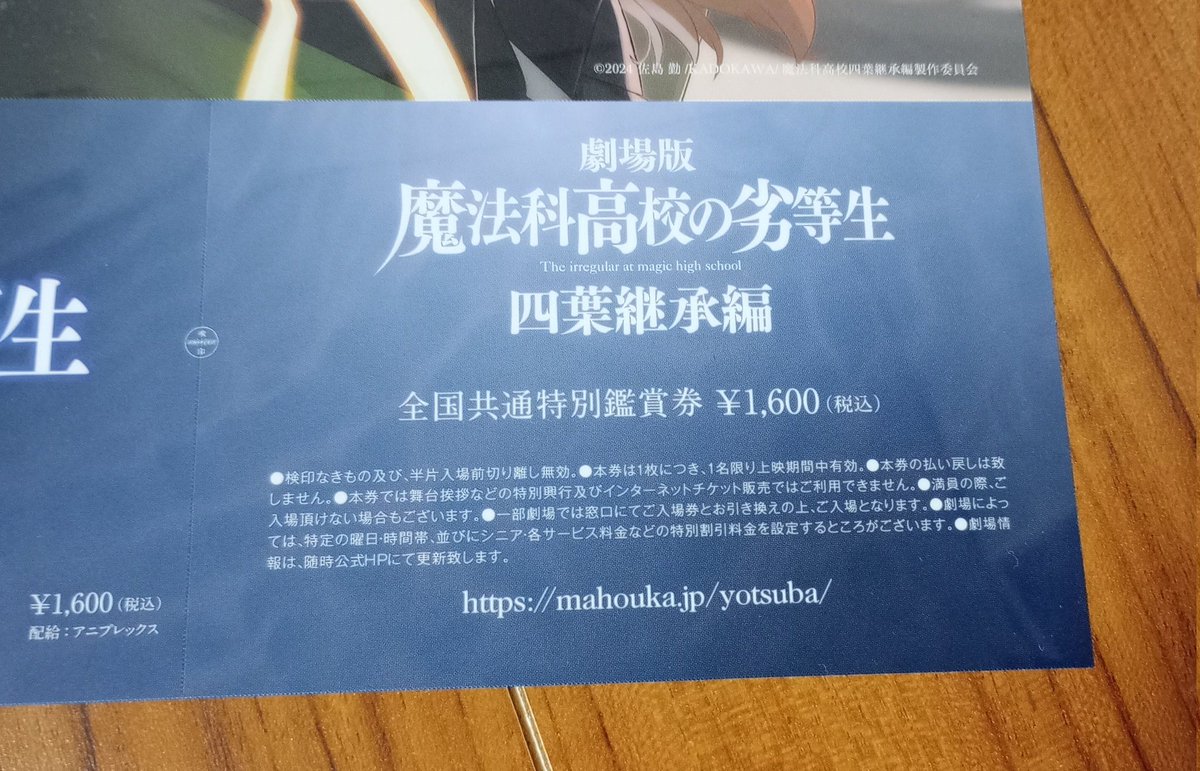 ©2024 佐島 勤/KADOKAWA/魔法科高校四葉継承編製作委員会
劇場版
魔法科高校の劣等生
The irregular at magic high school
四葉継承編
全国共通特別鑑賞券 ¥1,600(税込)
●検印なきもの及び、半片入場前切り離し無効。●本券は1枚につき、1名限り上映期間中有効。●本券の払い戻しは致
しません。●本券では舞台挨拶などの特別興行及びインターネットチケット販売ではご利用できません。●満員の際、ご
入場頂けない場合もございます。●一部劇場では窓口にてご入場券とお引き換えの上、ご入場となります。●劇場によっ
ては、特定の曜日・時間帯、並びにシニア・各サービス料金などの特別割引料金を設定するところがございます。●劇場情
報は、随時公式HPにて更新致します。
https://mahouka.jp/yotsuba/
生
検
印
¥1,600(税込)
配給：アニプレックス